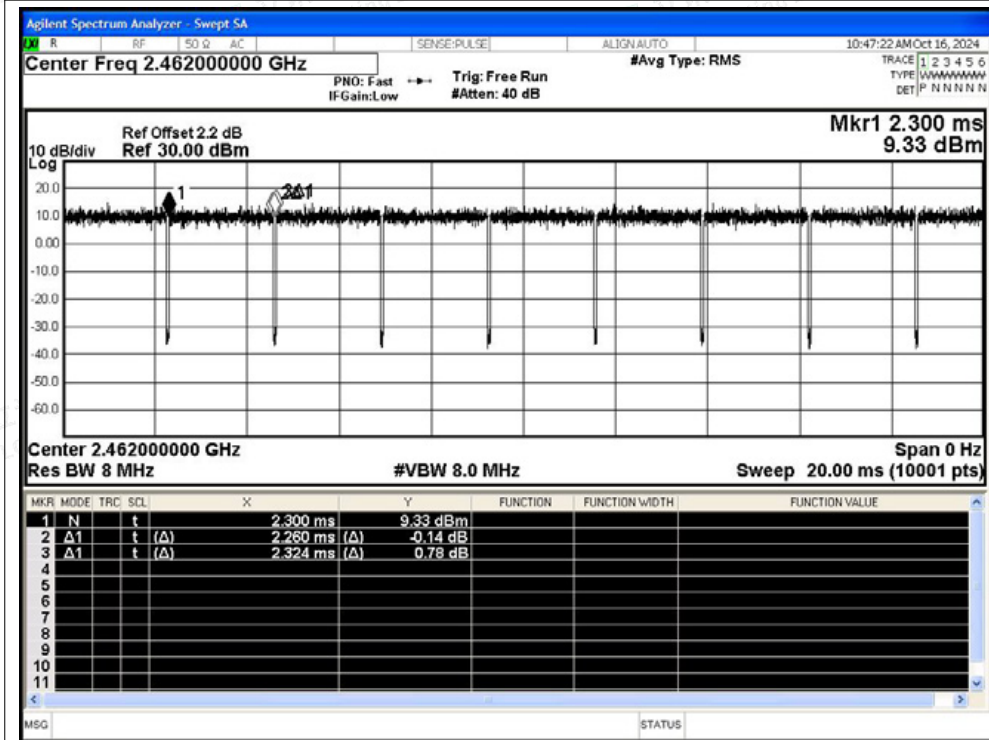 Agilent Spectrum Analyzer - Swept SA
LXI R RF 50 Ω AC SENSE:PULSE ALIGN AUTO 10:47:22 AM Oct 16, 2024
Center Freq 2.462000000 GHz #Avg Type: RMS TRACE 1 2 3 4 5 6
PNO: Fast Trig: Free Run TYPE WWWWWW
IFGain:Low #Atten: 40 dB DET P N N N N N
Mkr1 2.300 ms
Ref Offset 2.2 dB
10 dB/div Ref 30.00 dBm 9.33 dBm
Log
1
20.0
10.0
0.00
-10.0
-20.0
-30.0
-40.0
-50.0
-60.0
Center 2.462000000 GHz Span 0 Hz
Res BW 8 MHz #VBW 8.0 MHz Sweep 20.00 ms (10001 pts)
MKR MODE TRC SCL X Y FUNCTION FUNCTION WIDTH FUNCTION VALUE
1 N t 2.300 ms 9.33 dBm
2 Δ1 t (Δ) 2.260 ms (Δ) -0.14 dB
3 Δ1 t (Δ) 2.324 ms (Δ) 0.78 dB
4
5
6
7
8
9
10
11
MSG STATUS